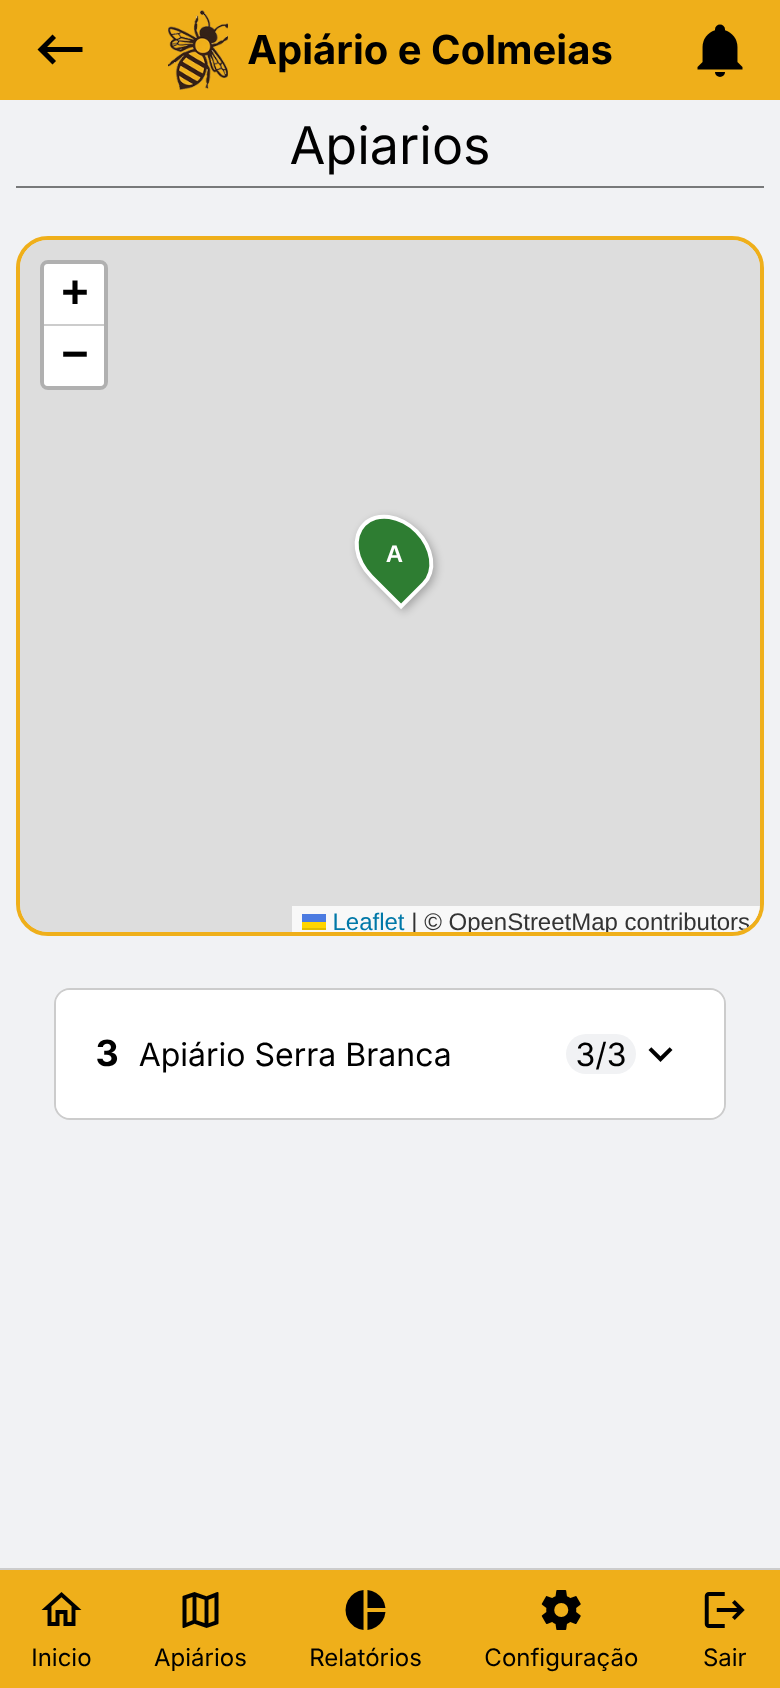 Apiário e Colmeias
Apiarios
+
−
A
Leaflet | © OpenStreetMap contributors
3 Apiário Serra Branca 3/3
Inicio Apiários Relatórios Configuração Sair